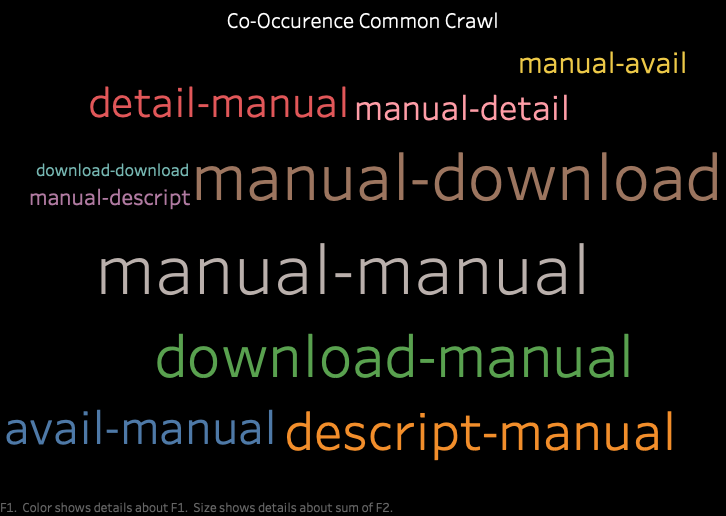 Co-Occurence Common Crawl
manual-avail
detail-manual manual-detail
download-download
manual-descript
manual-download
manual-manual
download-manual
avail-manual descript-manual
F1. Color shows details about F1. Size shows details about sum of F2.